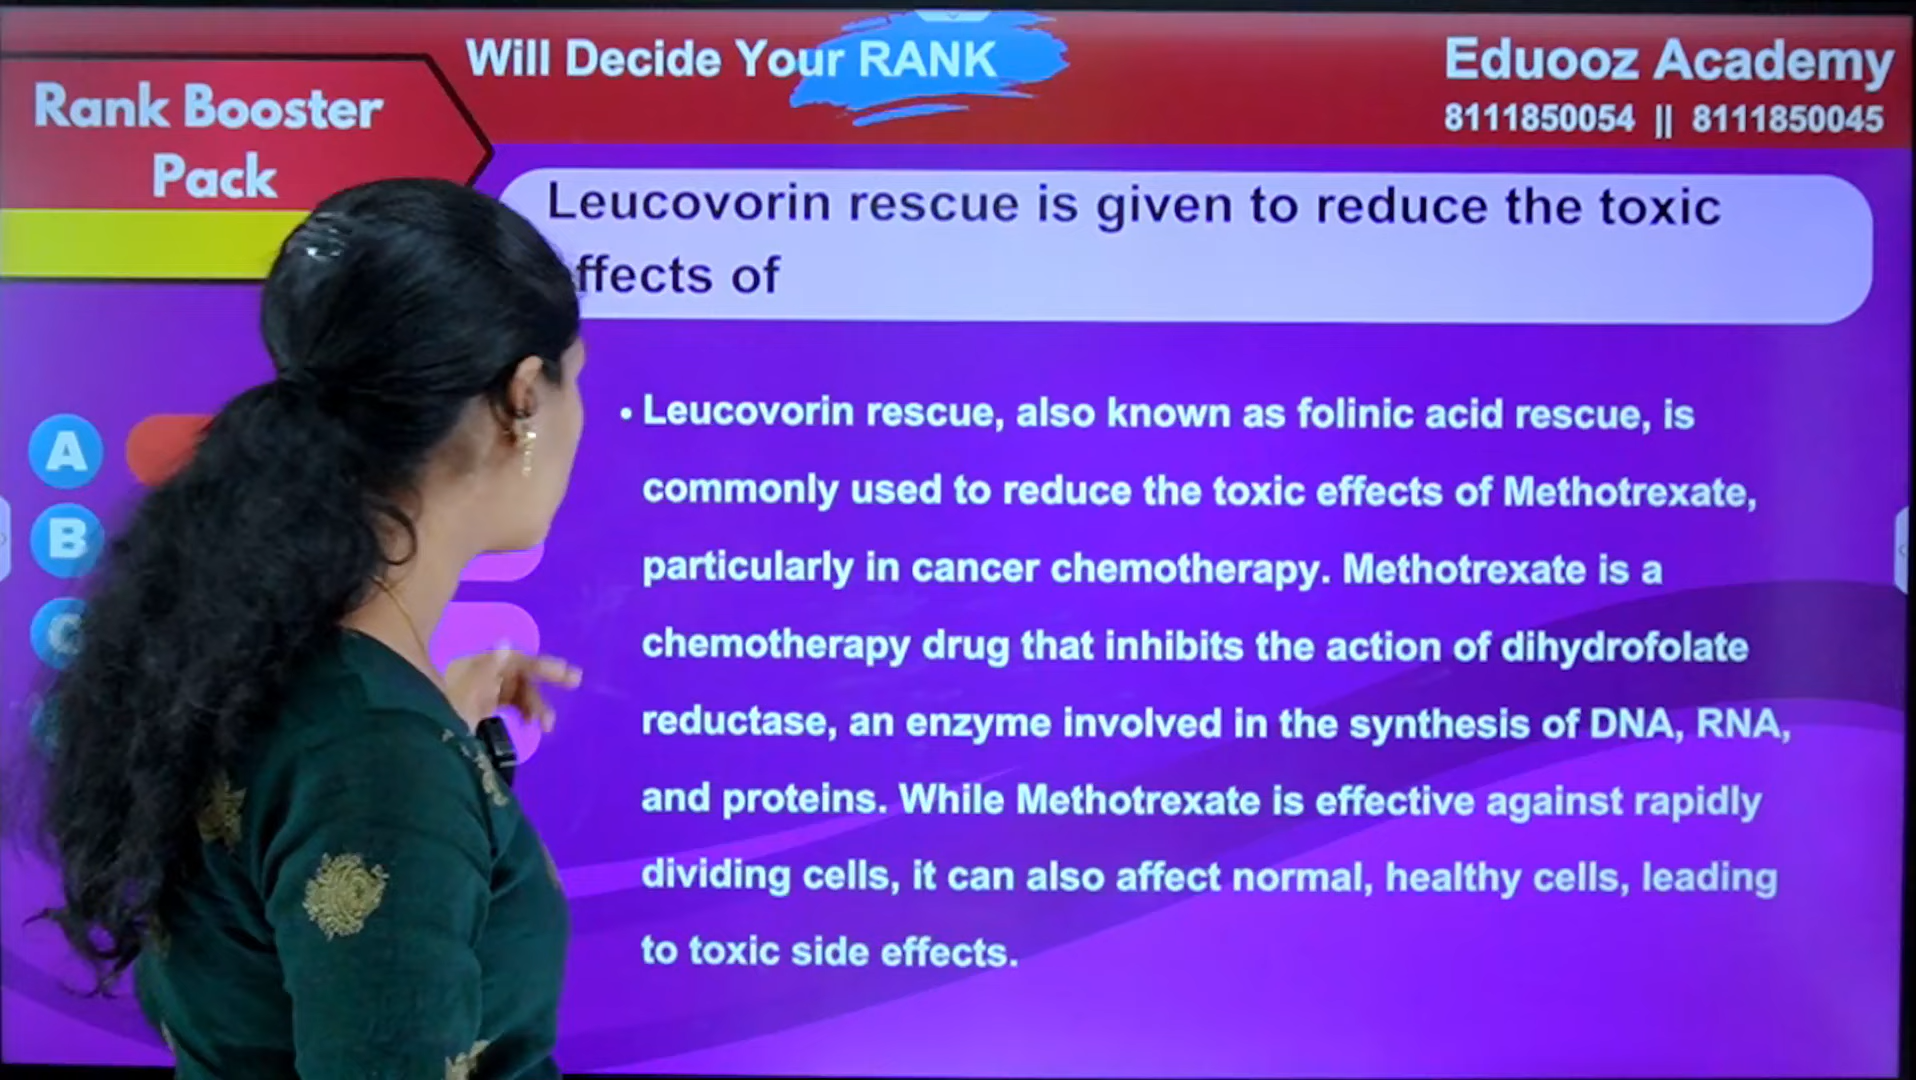 Will Decide Your RANK
Eduooz Academy
8111850054 || 8111850045
Rank Booster
Pack
Leucovorin rescue is given to reduce the toxic
ffects of
• Leucovorin rescue, also known as folinic acid rescue, is
commonly used to reduce the toxic effects of Methotrexate,
particularly in cancer chemotherapy. Methotrexate is a
chemotherapy drug that inhibits the action of dihydrofolate
reductase, an enzyme involved in the synthesis of DNA, RNA,
and proteins. While Methotrexate is effective against rapidly
dividing cells, it can also affect normal, healthy cells, leading
to toxic side effects.
A
B
C